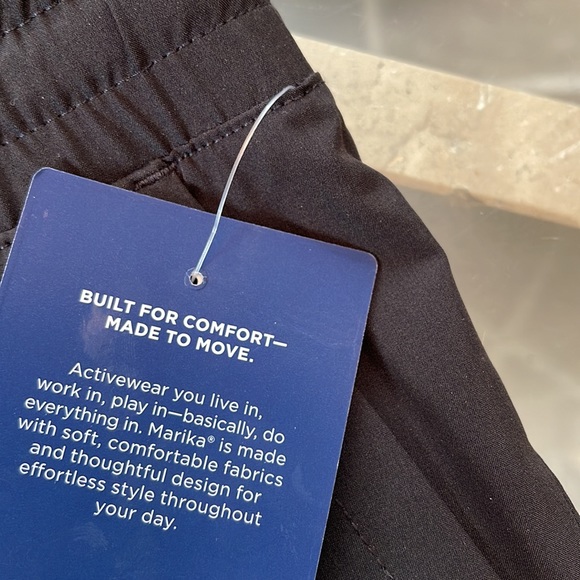 BUILT FOR COMFORT—
MADE TO MOVE.
Activewear you live in,
work in, play in—basically, do
everything in. Marika® is made
with soft, comfortable fabrics
and thoughtful design for
effortless style throughout
your day.